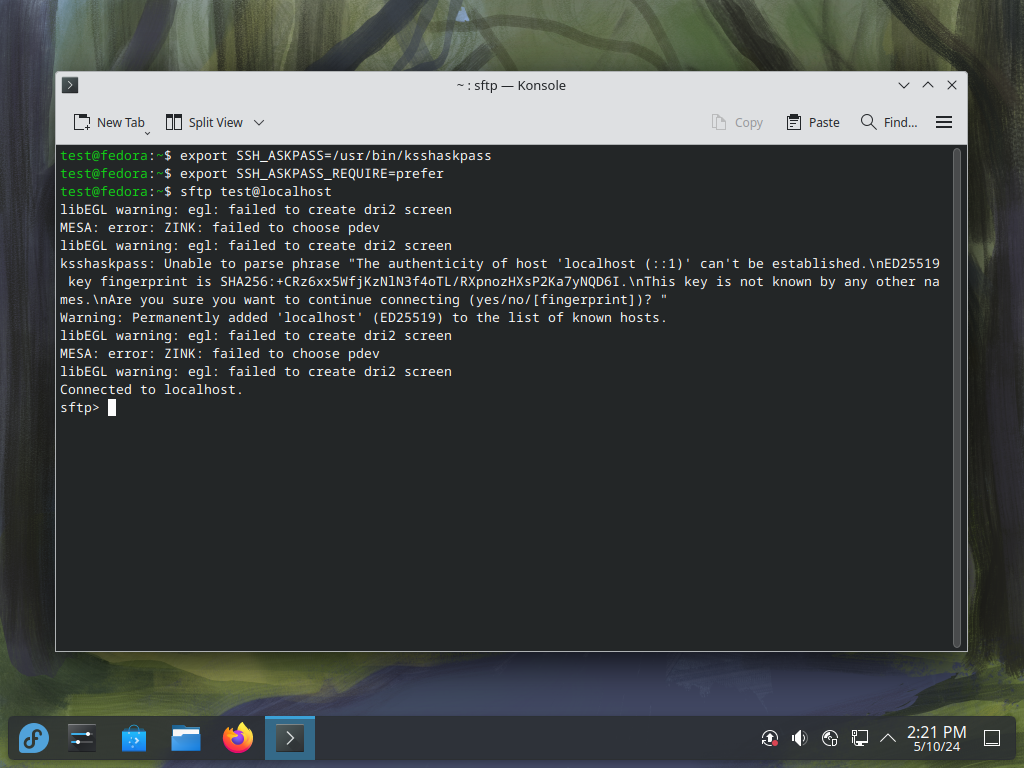 ~ : sftp — Konsole
New Tab Split View Copy Paste Find...
test@fedora:~$ export SSH_ASKPASS=/usr/bin/ksshaskpass
test@fedora:~$ export SSH_ASKPASS_REQUIRE=prefer
test@fedora:~$ sftp test@localhost
libEGL warning: egl: failed to create dri2 screen
MESA: error: ZINK: failed to choose pdev
libEGL warning: egl: failed to create dri2 screen
ksshaskpass: Unable to parse phrase "The authenticity of host 'localhost (::1)' can't be established.\nED25519
 key fingerprint is SHA256:+CRz6xx5WfjKzNlN3f4oTL/RXpnozHXsP2Ka7yNQD6I.\nThis key is not known by any other na
mes.\nAre you sure you want to continue connecting (yes/no/[fingerprint])? "
Warning: Permanently added 'localhost' (ED25519) to the list of known hosts.
libEGL warning: egl: failed to create dri2 screen
MESA: error: ZINK: failed to choose pdev
libEGL warning: egl: failed to create dri2 screen
Connected to localhost.
sftp>
2:21 PM
5/10/24